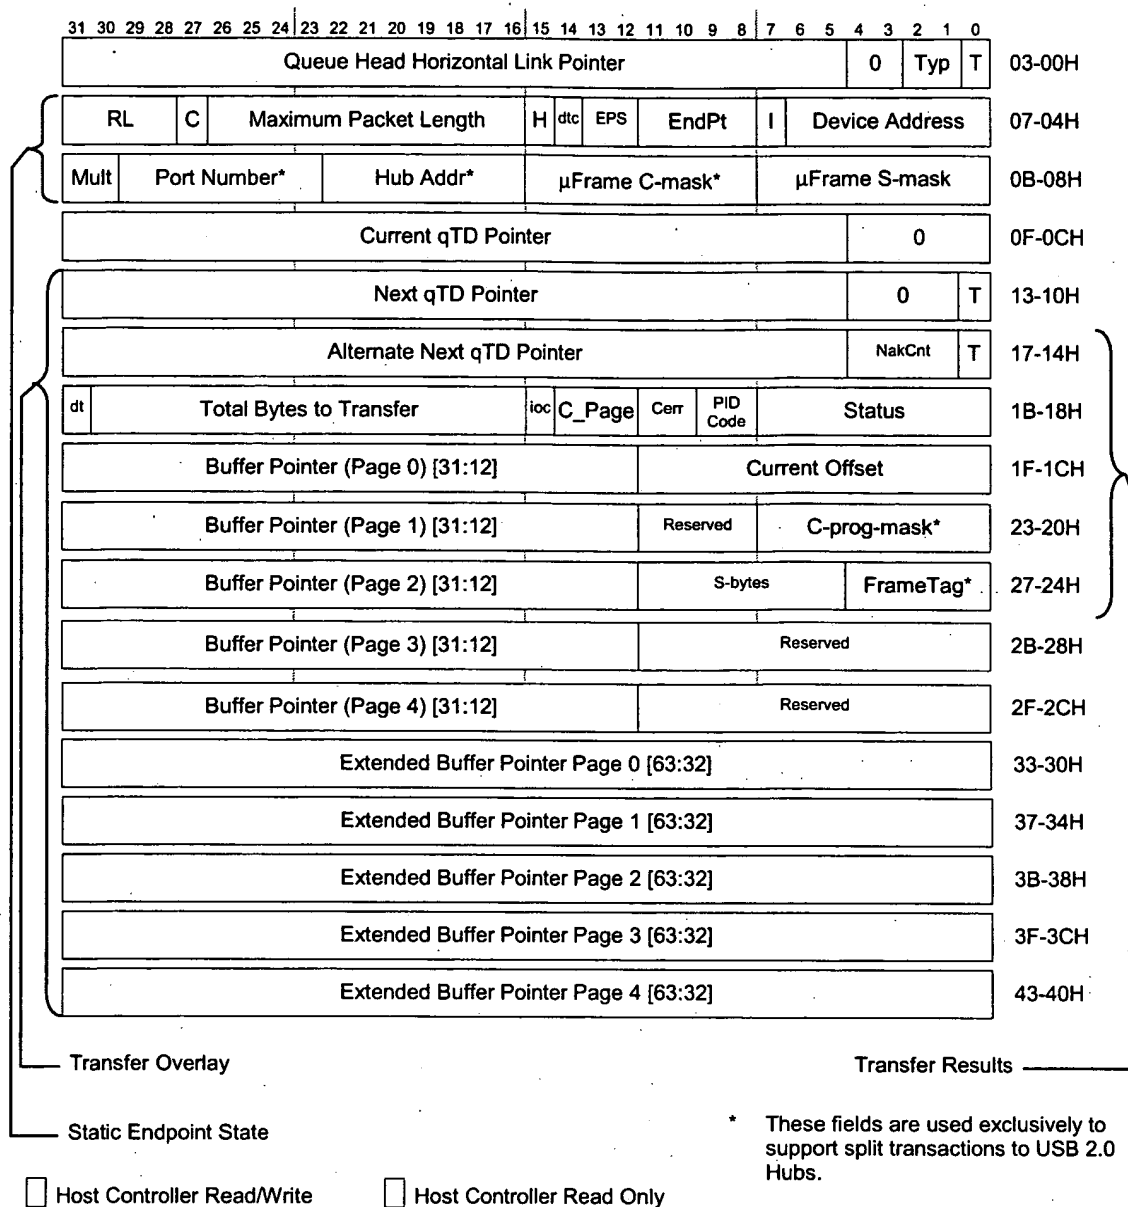 31 30 29 28 27 26 25 24 23 22 21 20 19 18 17 16 15 14 13 12 11 10 9 8 7 6 5 4 3 2 1 0
Queue Head Horizontal Link Pointer 0 Typ T 03-00H
RL C Maximum Packet Length H dtc EPS EndPt I Device Address 07-04H
Mult Port Number* Hub Addr* µFrame C-mask* µFrame S-mask 0B-08H
Current qTD Pointer 0 0F-0CH
Next qTD Pointer 0 T 13-10H
Alternate Next qTD Pointer NakCnt T 17-14H
dt Total Bytes to Transfer ioc C_Page Cerr PID Code Status 1B-18H
Buffer Pointer (Page 0) [31:12] Current Offset 1F-1CH
Buffer Pointer (Page 1) [31:12] Reserved C-prog-mask* 23-20H
Buffer Pointer (Page 2) [31:12] S-bytes FrameTag* 27-24H
Buffer Pointer (Page 3) [31:12] Reserved 2B-28H
Buffer Pointer (Page 4) [31:12] Reserved 2F-2CH
Extended Buffer Pointer Page 0 [63:32] 33-30H
Extended Buffer Pointer Page 1 [63:32] 37-34H
Extended Buffer Pointer Page 2 [63:32] 3B-38H
Extended Buffer Pointer Page 3 [63:32] 3F-3CH
Extended Buffer Pointer Page 4 [63:32] 43-40H
Transfer Overlay Transfer Results
Static Endpoint State
* These fields are used exclusively to
support split transactions to USB 2.0
Hubs.
Host Controller Read/Write Host Controller Read Only